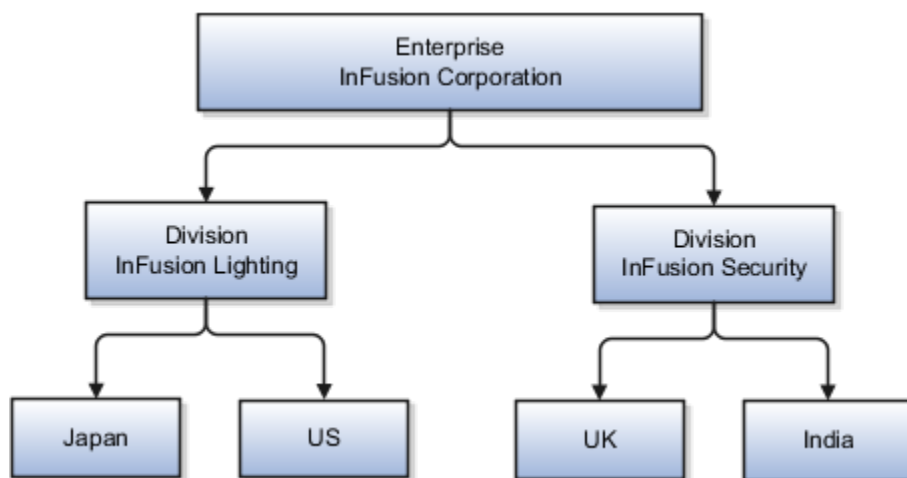 Enterprise
InFusion Corporation
Division
InFusion Lighting
Division
InFusion Security
Japan
US
UK
India